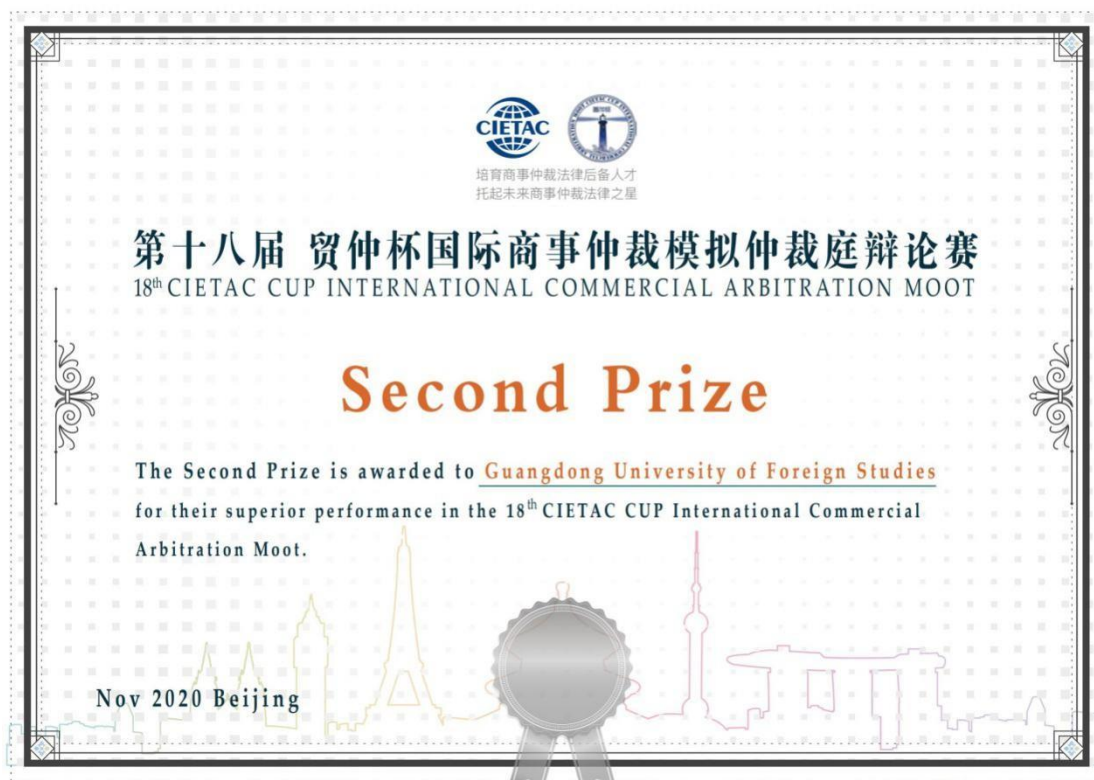 CIETAC
培育商事仲裁法律后备人才
托起未来商事仲裁法律之星
第十八届 贸仲杯国际商事仲裁模拟仲裁庭辩论赛
18th CIETAC CUP INTERNATIONAL COMMERCIAL ARBITRATION MOOT
Second Prize
The Second Prize is awarded to Guangdong University of Foreign Studies
for their superior performance in the 18th CIETAC CUP International Commercial
Arbitration Moot.
Nov 2020 Beijing